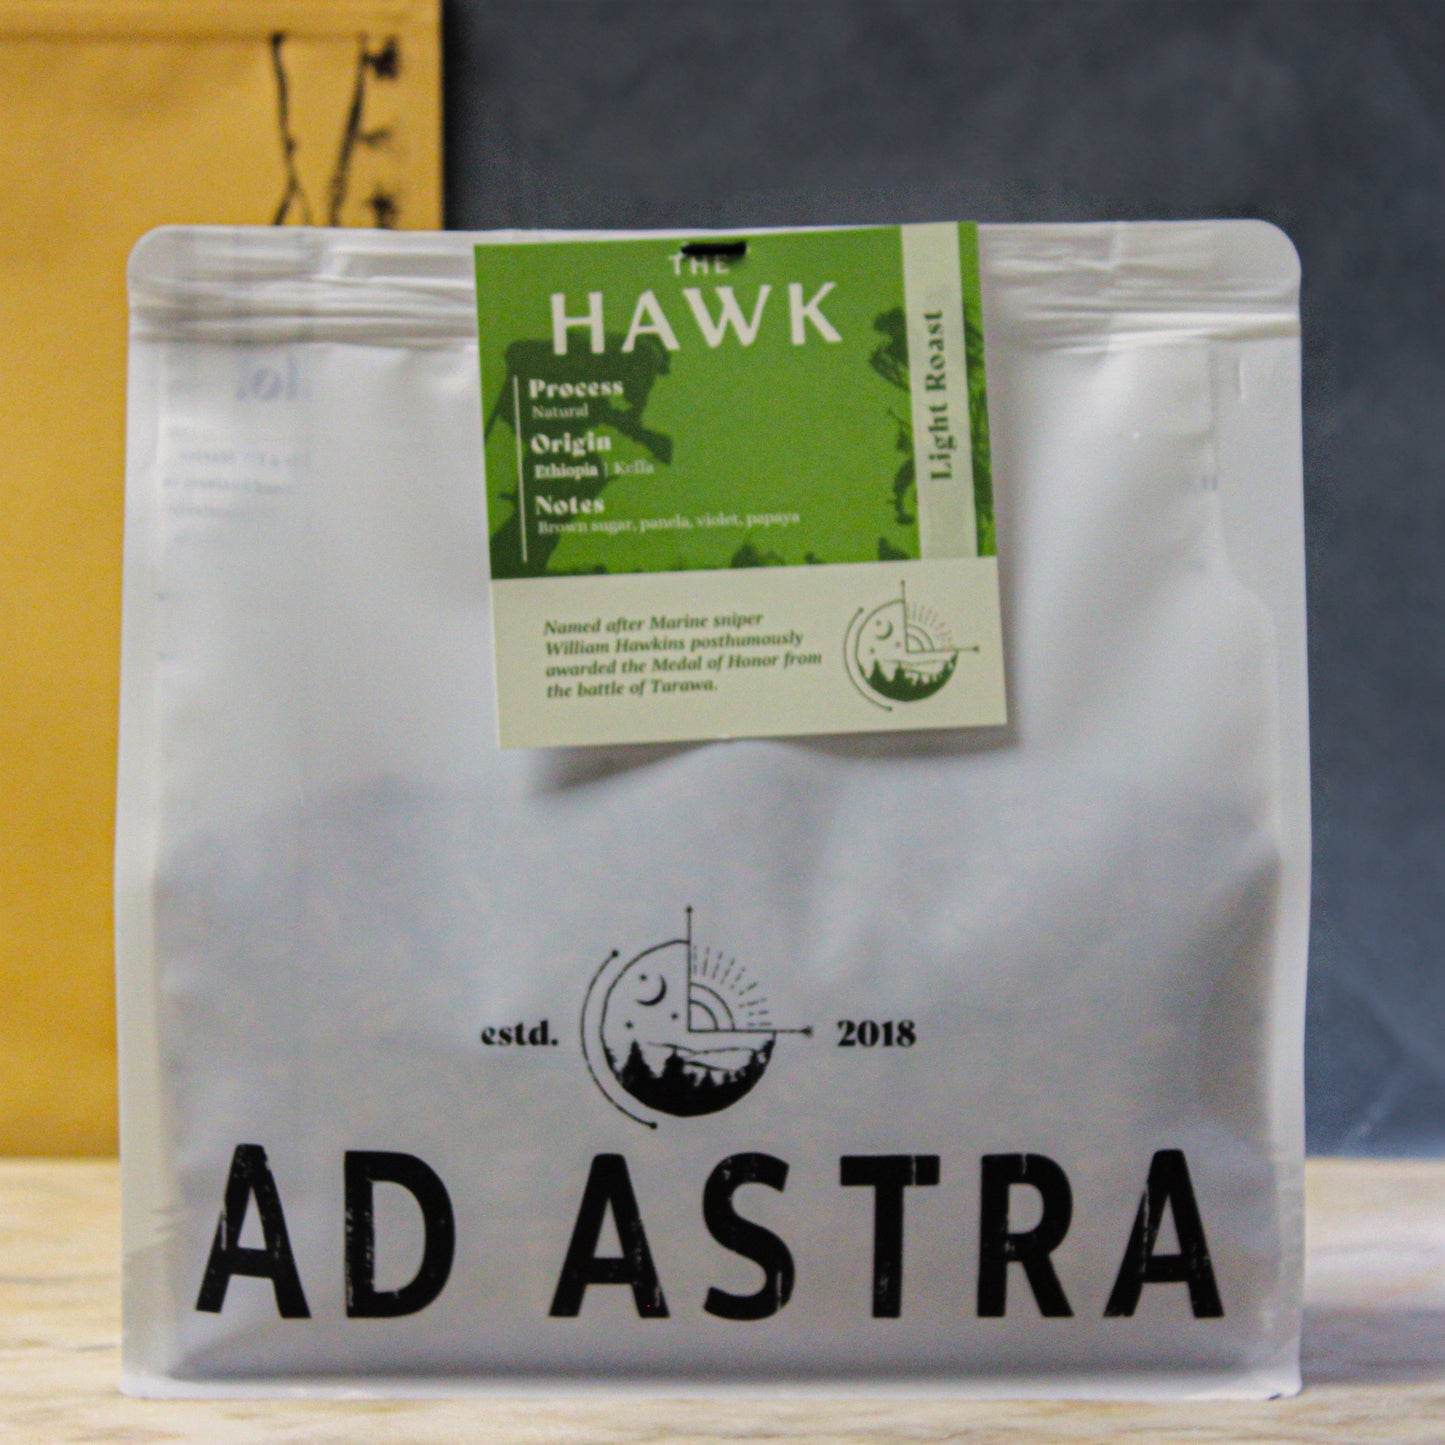 THE
HAWK
Light Roast
Process
Natural
Origin
Ethiopia | Keffa
Notes
Brown sugar, panela, violet, papaya
Named after Marine sniper
William Hawkins posthumously
awarded the Medal of Honor from
the battle of Tarawa.
estd. 2018
AD ASTRA